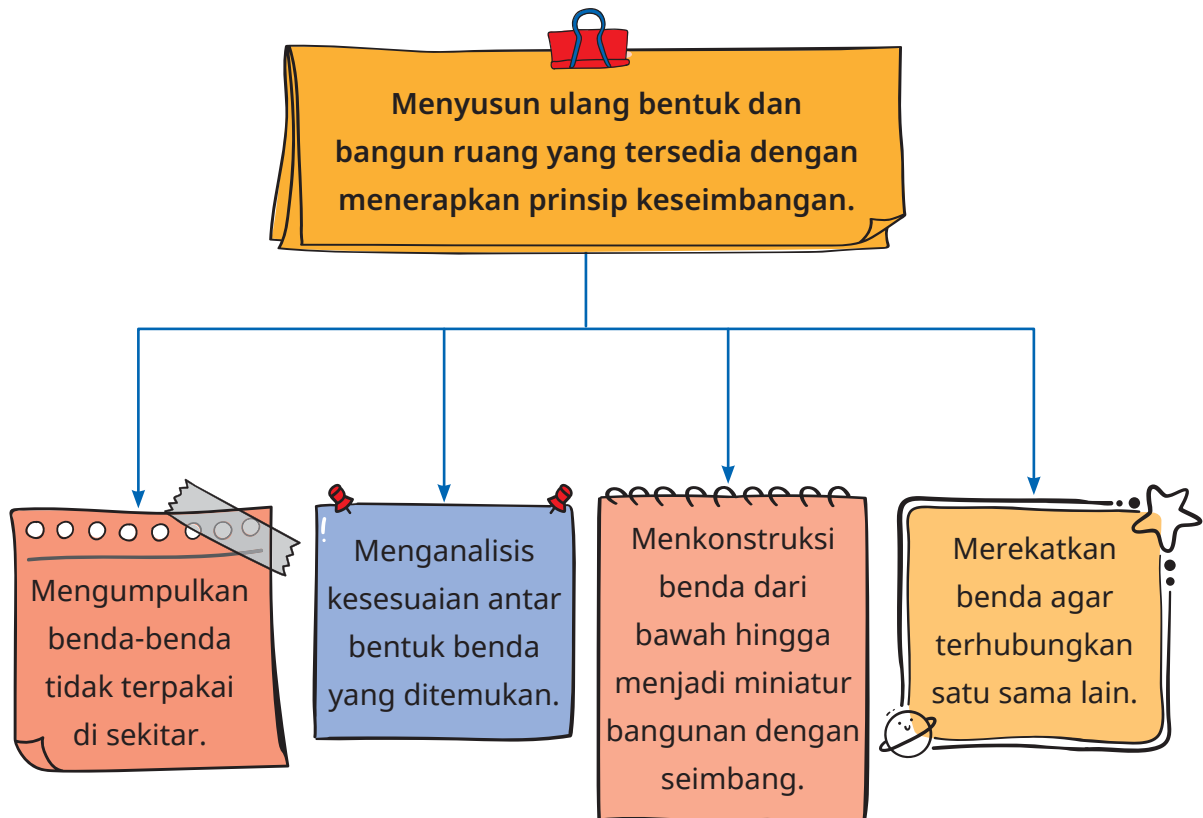 Menyusun ulang bentuk dan
bangun ruang yang tersedia dengan
menerapkan prinsip keseimbangan.
Mengumpulkan
benda-benda
tidak terpakai
di sekitar.
Menganalisis
kesesuaian antar
bentuk benda
yang ditemukan.
Menkonstruksi
benda dari
bawah hingga
menjadi miniatur
bangunan dengan
seimbang.
Merekatkan
benda agar
terhubungkan
satu sama lain.